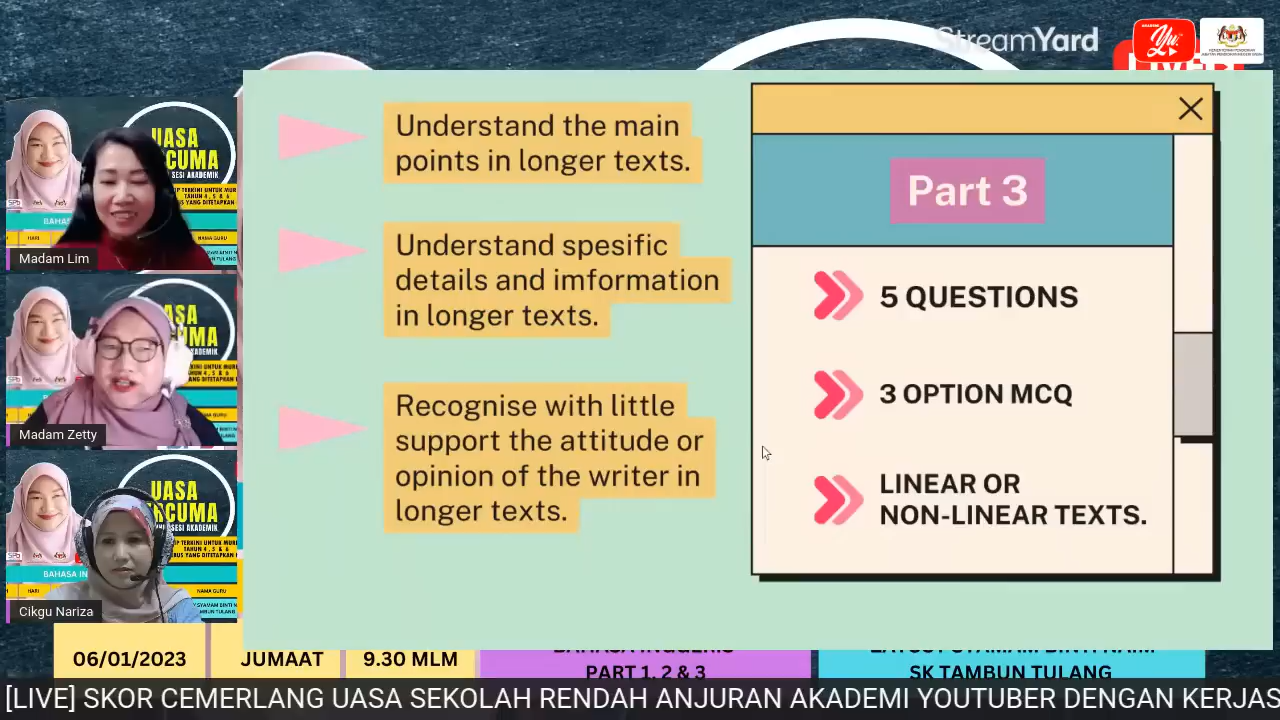 StreamYard
Understand the main
points in longer texts.
Understand spesific
details and imformation
in longer texts.
Recognise with little
support the attitude or
opinion of the writer in
longer texts.
Part 3
5 QUESTIONS
3 OPTION MCQ
LINEAR OR
NON-LINEAR TEXTS.
Madam Lim
Madam Zetty
Cikgu Nariza
06/01/2023
JUMAAT
9.30 MLM
PART 1, 2 & 3
SK TAMBUN TULANG
[LIVE] SKOR CEMERLANG UASA SEKOLAH RENDAH ANJURAN AKADEMI YOUTUBER DENGAN KERJAS